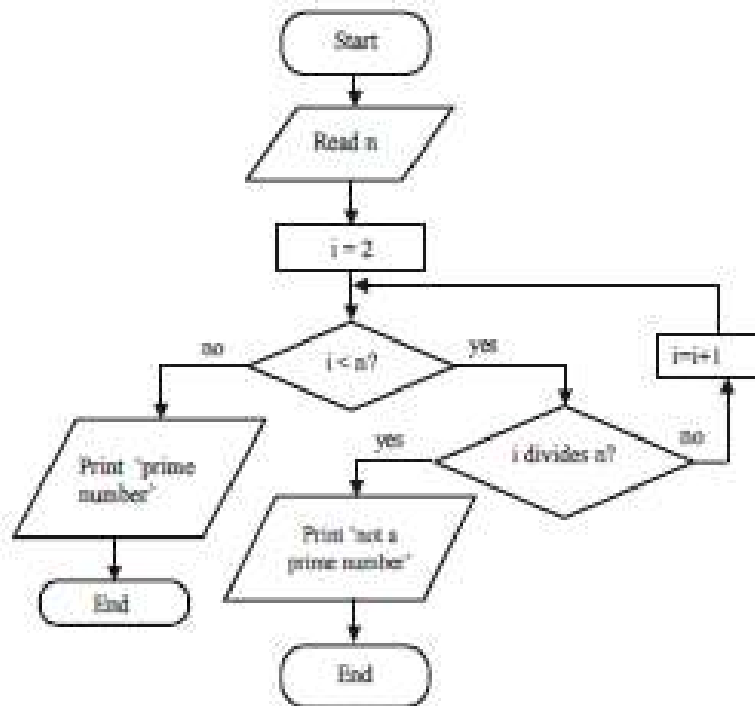 Start
Read n
i = 2
i < n?
no
yes
i=i+1
Print "prime
number"
i divides n?
yes
no
Print "not a
prime number"
End
End